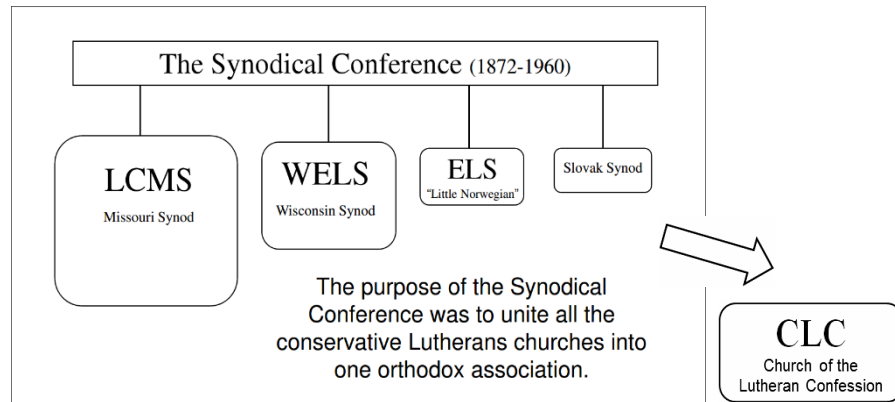 The Synodical Conference (1872-1960)
LCMS
Missouri Synod
WELS
Wisconsin Synod
ELS
"Little Norwegian"
Slovak Synod
The purpose of the Synodical
Conference was to unite all the
conservative Lutherans churches into
one orthodox association.
CLC
Church of the
Lutheran Confession